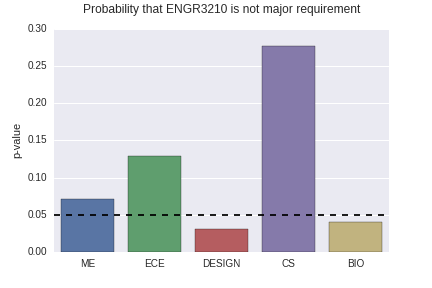 Probability that ENGR3210 is not major requirement
0.30
0.25
0.20
0.15
0.10
0.05
0.00
p-value
ME ECE DESIGN CS BIO